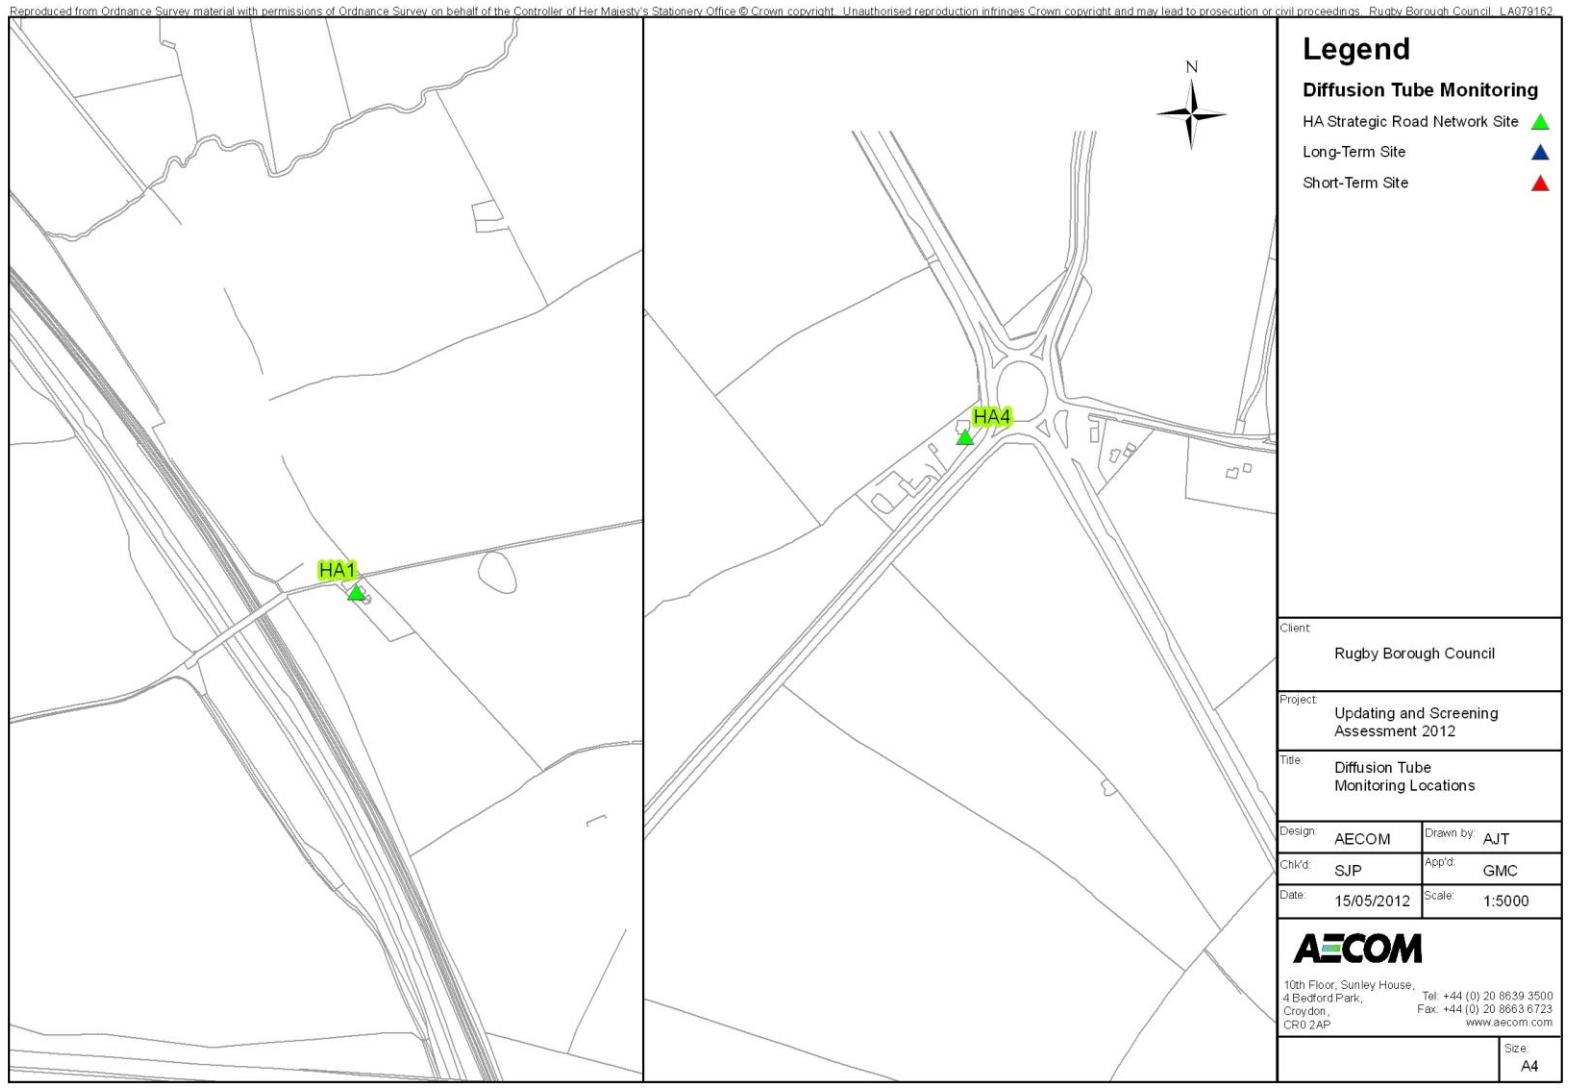 Reproduced from Ordnance Survey material with permissions of Ordnance Survey on behalf of the Controller of Her Majesty's Stationery Office © Crown copyright. Unauthorised reproduction infringes Crown copyright and may lead to prosecution or civil proceedings. Rugby Borough Council. LA079162.
HA1
N
HA4
Legend
Diffusion Tube Monitoring
HA Strategic Road Network Site
Long-Term Site
Short-Term Site
Client:
Rugby Borough Council
Project:
Updating and Screening
Assessment 2012
Title:
Diffusion Tube
Monitoring Locations
Design: AECOM Drawn by: AJT
Chk'd: SJP App'd: GMC
Date: 15/05/2012 Scale: 1:5000
AECOM
10th Floor, Sunley House,
4 Bedford Park,
Croydon,
CR0 2AP
Tel: +44 (0) 20 8639 3500
Fax: +44 (0) 20 8663 6723
www.aecom.com
Size:
A4